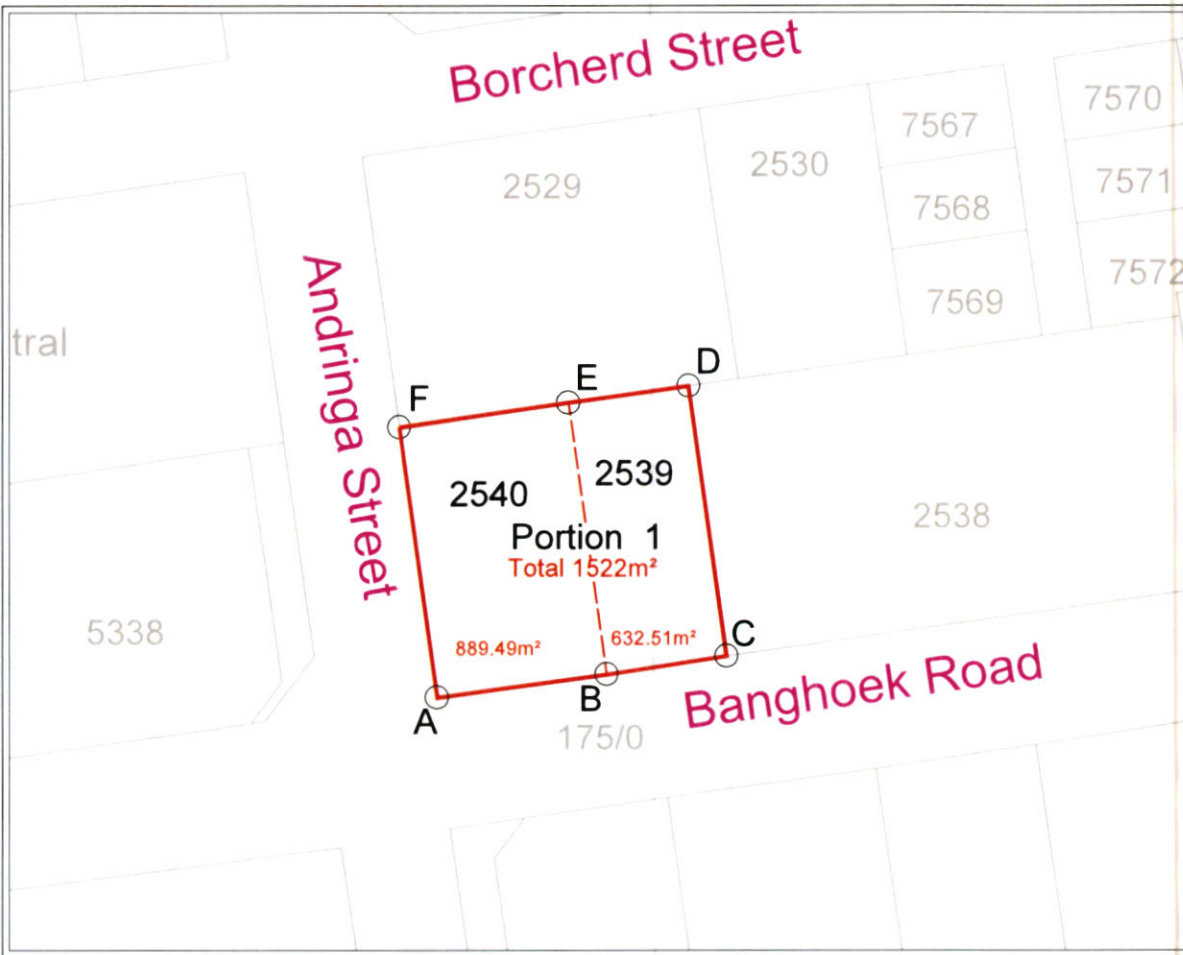 Borcherd Street
7570
7567
2530
2529
7571
7568
Andringa Street
7572
7569
tral
D
E
F
2539
2540
2538
Portion 1
Total 1522m²
5338
889.49m²
632.51m²
C
Banghoek Road
B
A
175/0